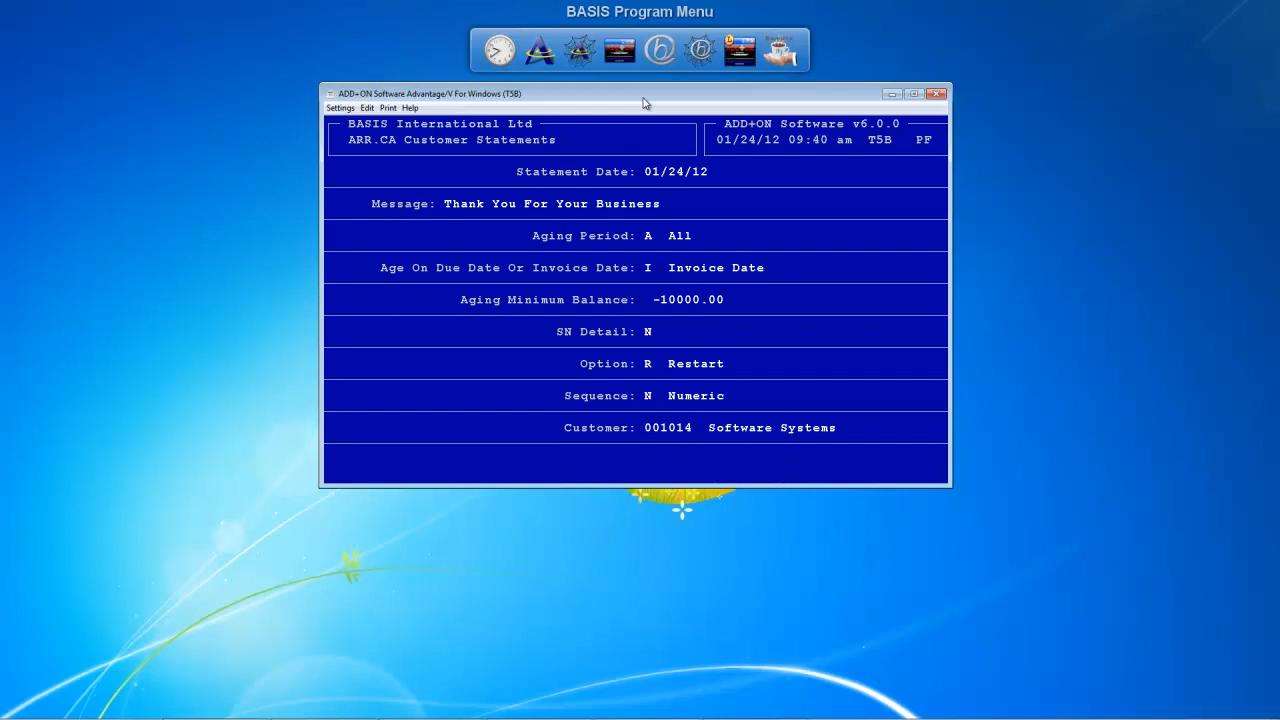 BASIS Program Menu
ADD+ON Software Advantage/V For Windows (T5B)
Settings Edit Print Help
BASIS International Ltd
ARR.CA Customer Statements
ADD+ON Software v6.0.0
01/24/12 09:40 am T5B PF
Statement Date: 01/24/12
Message: Thank You For Your Business
Aging Period: A All
Age On Due Date Or Invoice Date: I Invoice Date
Aging Minimum Balance: -10000.00
SN Detail: N
Option: R Restart
Sequence: N Numeric
Customer: 001014 Software Systems